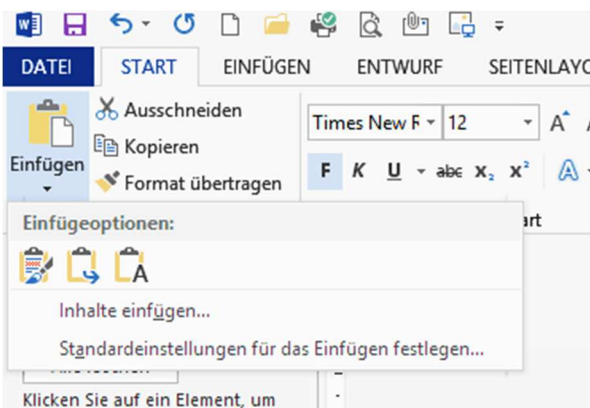 DATEI START EINFÜGEN ENTWURF SEITENLAYO
Ausschneiden
Kopieren
Format übertragen
Einfügen
Times New R 12 A
F K U abc x₂ x² A
Einfügeoptionen:
A
Inhalte einfügen...
Standardeinstellungen für das Einfügen festlegen...
Klicken Sie auf ein Element, um